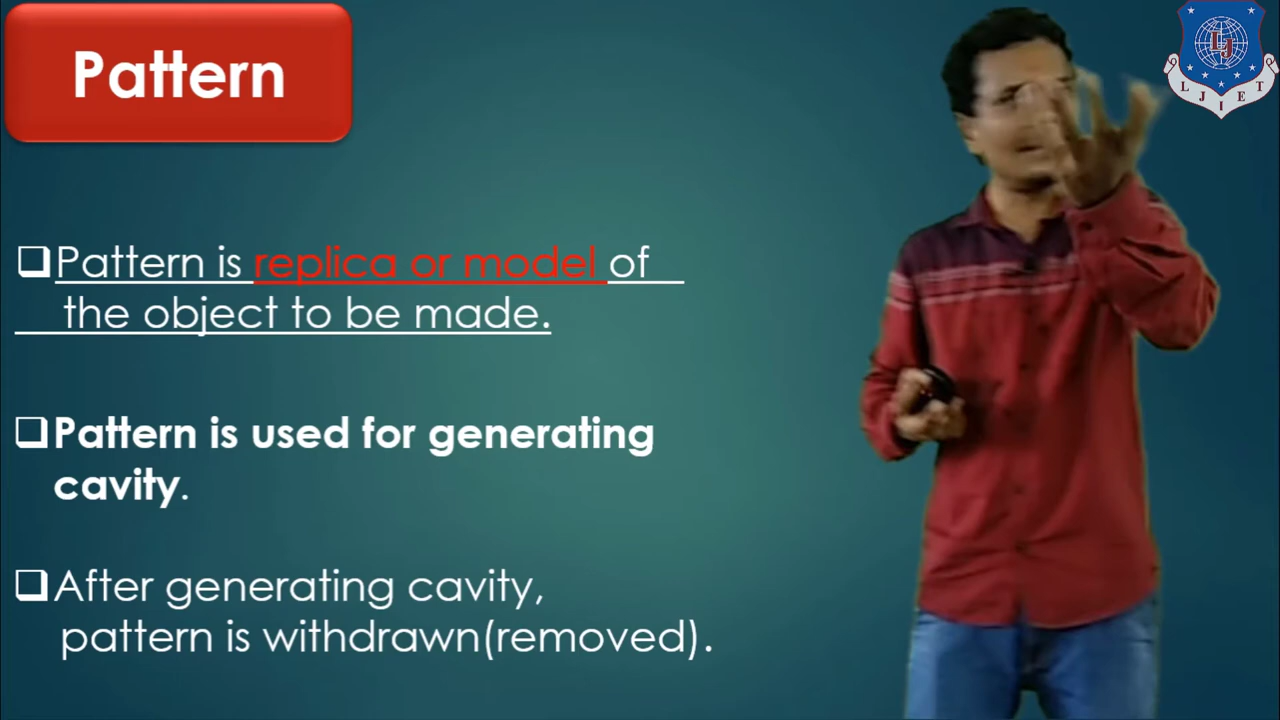 Pattern
Pattern is replica or model of
the object to be made.
Pattern is used for generating
cavity.
After generating cavity,
pattern is withdrawn(removed).
LJ
LJIET